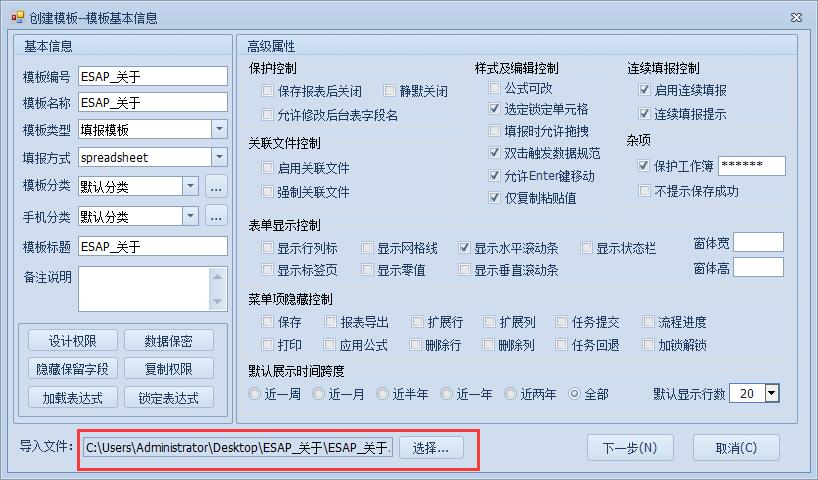 创建模板--模板基本信息
基本信息
模板编号 ESAP_关于
模板名称 ESAP_关于
模板类型 填报模板
填报方式 spreadsheet
模板分类 默认分类 ...
手机分类 默认分类 ...
模板标题 ESAP_关于
备注说明
设计权限 数据保密
隐藏保留字段 复制权限
加载表达式 锁定表达式
高级属性
保护控制
保存报表后关闭 静默关闭
允许修改后台表字段名
关联文件控制
启用关联文件
强制关联文件
样式及编辑控制
公式可改
选定锁定单元格
填报时允许拖拽
双击触发数据规范
允许Enter键移动
仅复制粘贴值
连续填报控制
启用连续填报
连续填报提示
杂项
保护工作簿 ******
不提示保存成功
表单显示控制
显示行列标 显示网格线 显示水平滚动条 显示状态栏 窗体宽
显示标签页 显示零值 显示垂直滚动条 窗体高
菜单项隐藏控制
保存 报表导出 扩展行 扩展列 任务提交 流程进度
打印 应用公式 删除行 删除列 任务回退 加锁解锁
默认展示时间跨度
近一周 近一月 近半年 近一年 近两年 全部 默认显示行数 20
导入文件: C:\Users\Administrator\Desktop\ESAP_关于\ESAP_关于. 选择... 下一步(N) 取消(C)